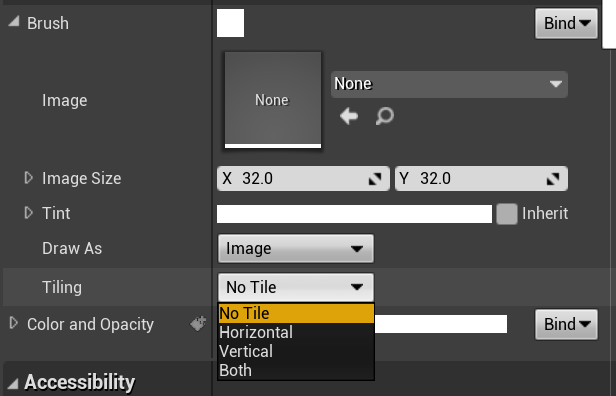 Brush
Bind
Image
None
None
Image Size
X 32.0
Y 32.0
Tint
Inherit
Draw As
Image
Tiling
No Tile
No Tile
Horizontal
Vertical
Both
Color and Opacity
Bind
Accessibility